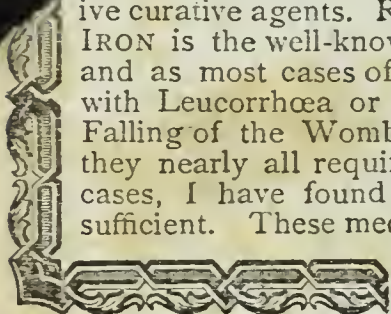 ive curative agents.
IRON is the well-know
and as most cases of
with Leucorrhœa or
Falling of the Womb
they nearly all requi
cases, I have found
sufficient. These me